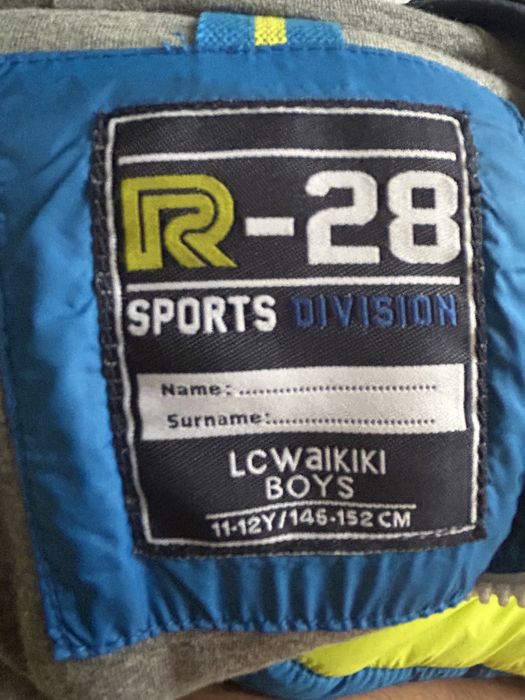 R-28
SPORTS DIVISION
Name:................................
Surname:..........................
LCWaIKIKI
BOYS
11-12Y/146-152 CM